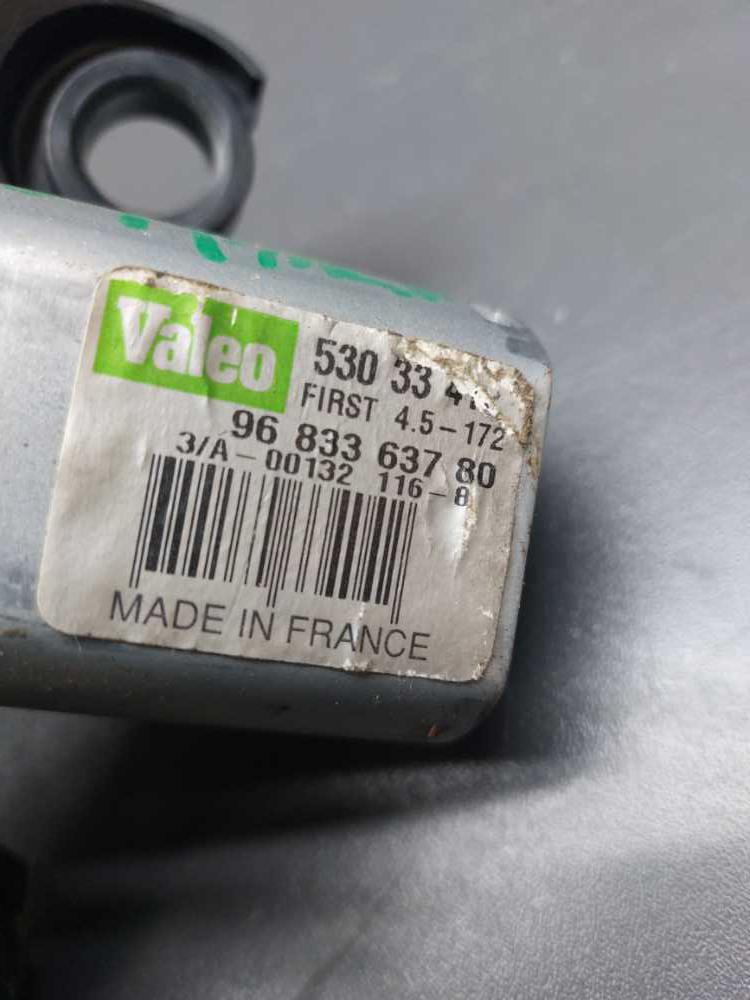 Valeo
530 33
FIRST 4.5-172
96 833 637 80
3/A-00132 116-8
MADE IN FRANCE